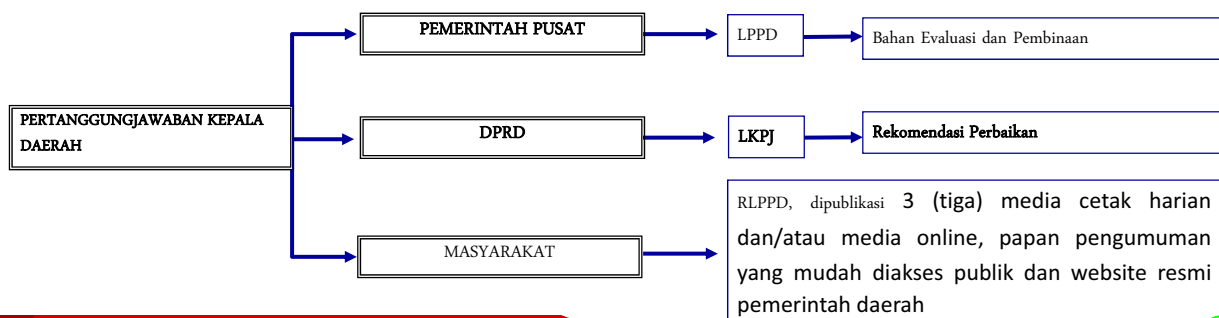 PEMERINTAH PUSAT
LPPD
Bahan Evaluasi dan Pembinaan
PERTANGGUNGJAWABAN KEPALA
DAERAH
DPRD
LKPJ
Rekomendasi Perbaikan
MASYARAKAT
RLPPD, dipublikasi 3 (tiga) media cetak harian
dan/atau media online, papan pengumuman
yang mudah diakses publik dan website resmi
pemerintah daerah